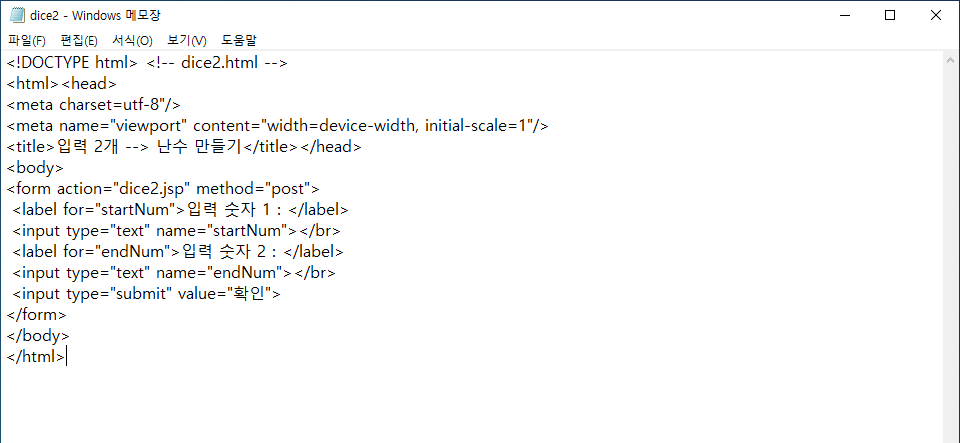 dice2 - Windows 메모장
파일(F) 편집(E) 서식(O) 보기(V) 도움말
<!DOCTYPE html> <!-- dice2.html -->
<html><head>
<meta charset=utf-8"/>
<meta name="viewport" content="width=device-width, initial-scale=1"/>
<title>입력 2개 --> 난수 만들기</title></head>
<body>
<form action="dice2.jsp" method="post">
 <label for="startNum">입력 숫자 1 : </label>
 <input type="text" name="startNum"></br>
 <label for="endNum">입력 숫자 2 : </label>
 <input type="text" name="endNum"></br>
 <input type="submit" value="확인">
</form>
</body>
</html>